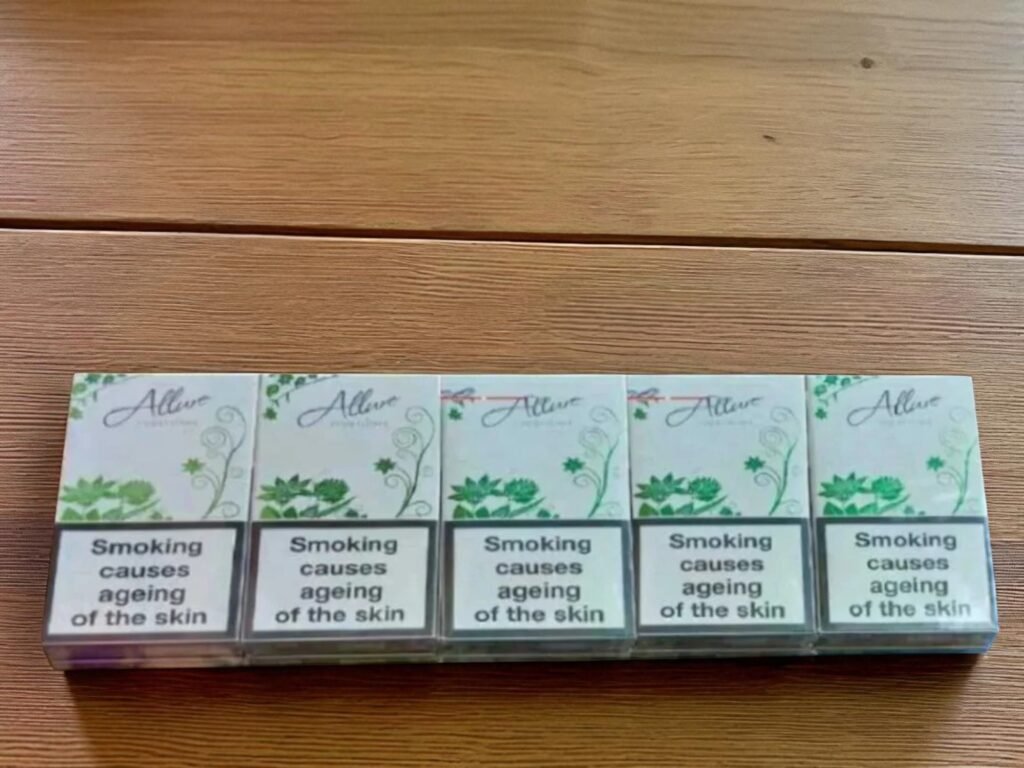 Allure
Allure
Allure
Allure
Allure
Smoking
causes
ageing
of the skin
Smoking
causes
ageing
of the skin
Smoking
causes
ageing
of the skin
Smoking
causes
ageing
of the skin
Smoking
causes
ageing
of the skin